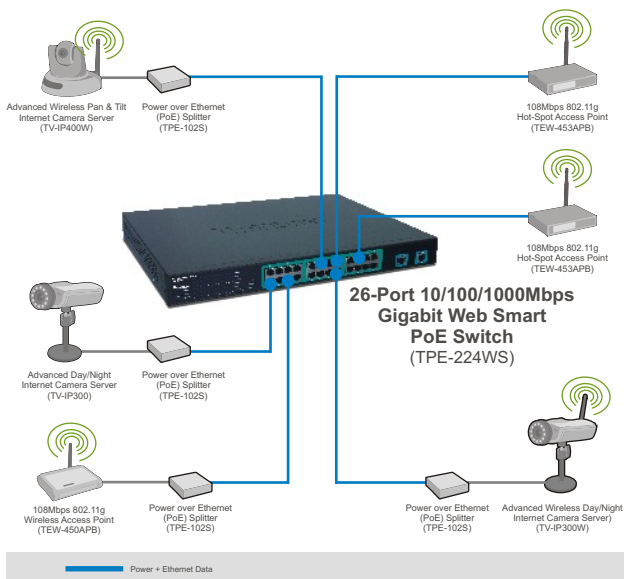 Advanced Wireless Pan & Tilt
Internet Camera Server
(TV-IP400W)
Power over Ethernet
(PoE) Splitter
(TPE-102S)
108Mbps 802.11g
Hot-Spot Access Point
(TEW-453APB)
108Mbps 802.11g
Hot-Spot Access Point
(TEW-453APB)
26-Port 10/100/1000Mbps
Gigabit Web Smart
PoE Switch
(TPE-224WS)
Advanced Day/Night
Internet Camera Server
(TV-IP300)
Power over Ethernet
(PoE) Splitter
(TPE-102S)
108Mbps 802.11g
Wireless Access Point
(TEW-450APB)
Power over Ethernet
(PoE) Splitter
(TPE-102S)
Power over Ethernet
(PoE) Splitter
(TPE-102S)
Advanced Wireless Day/Night
Internet Camera Server)
(TV-IP300W)
Power + Ethernet Data